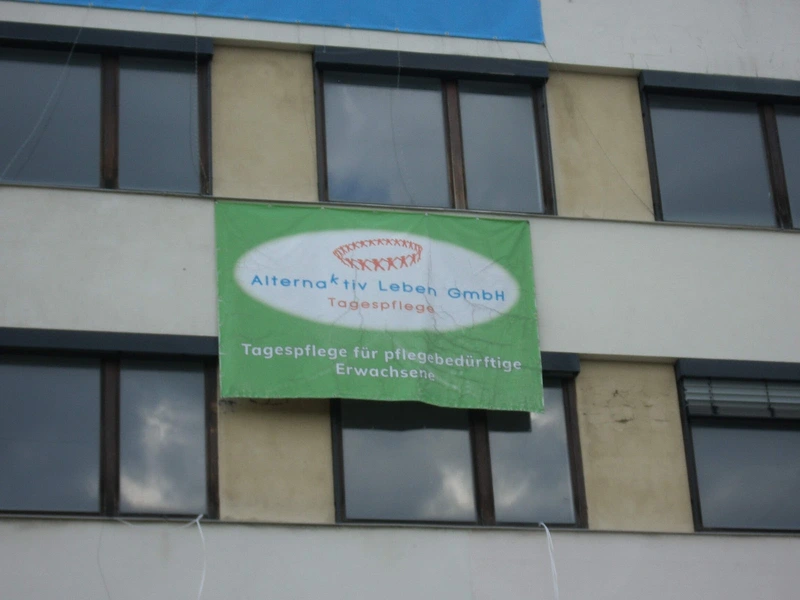 Alternaktiv Leben GmbH
Tagespflege
Tagespflege für pflegebedürftige
Erwachsene